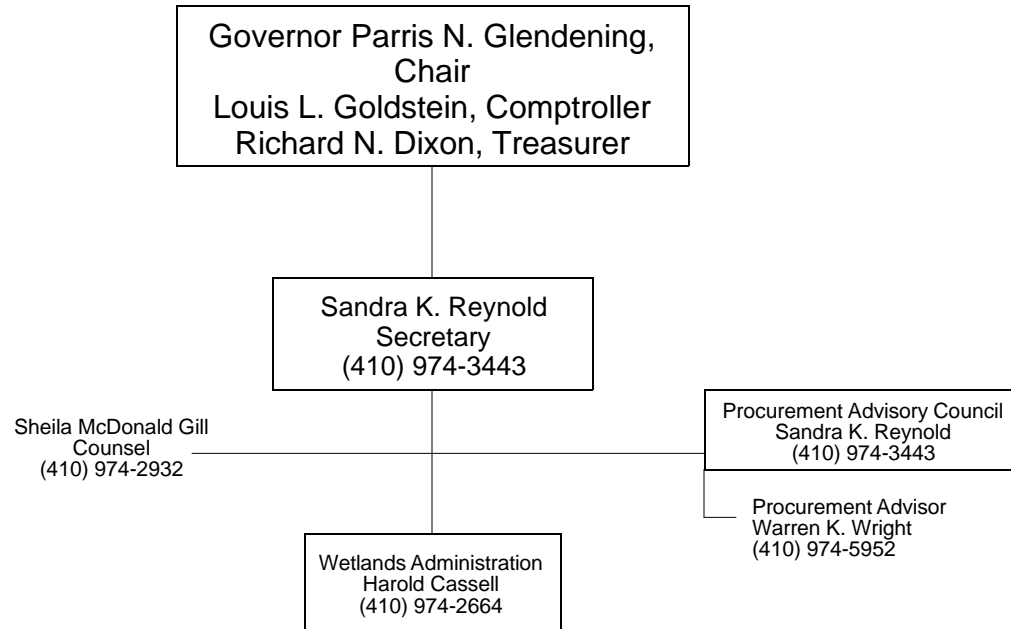 Governor Parris N. Glendening,
Chair
Louis L. Goldstein, Comptroller
Richard N. Dixon, Treasurer
Sandra K. Reynold
Secretary
(410) 974-3443
Sheila McDonald Gill
Counsel
(410) 974-2932
Procurement Advisory Council
Sandra K. Reynold
(410) 974-3443
Procurement Advisor
Warren K. Wright
(410) 974-5952
Wetlands Administration
Harold Cassell
(410) 974-2664